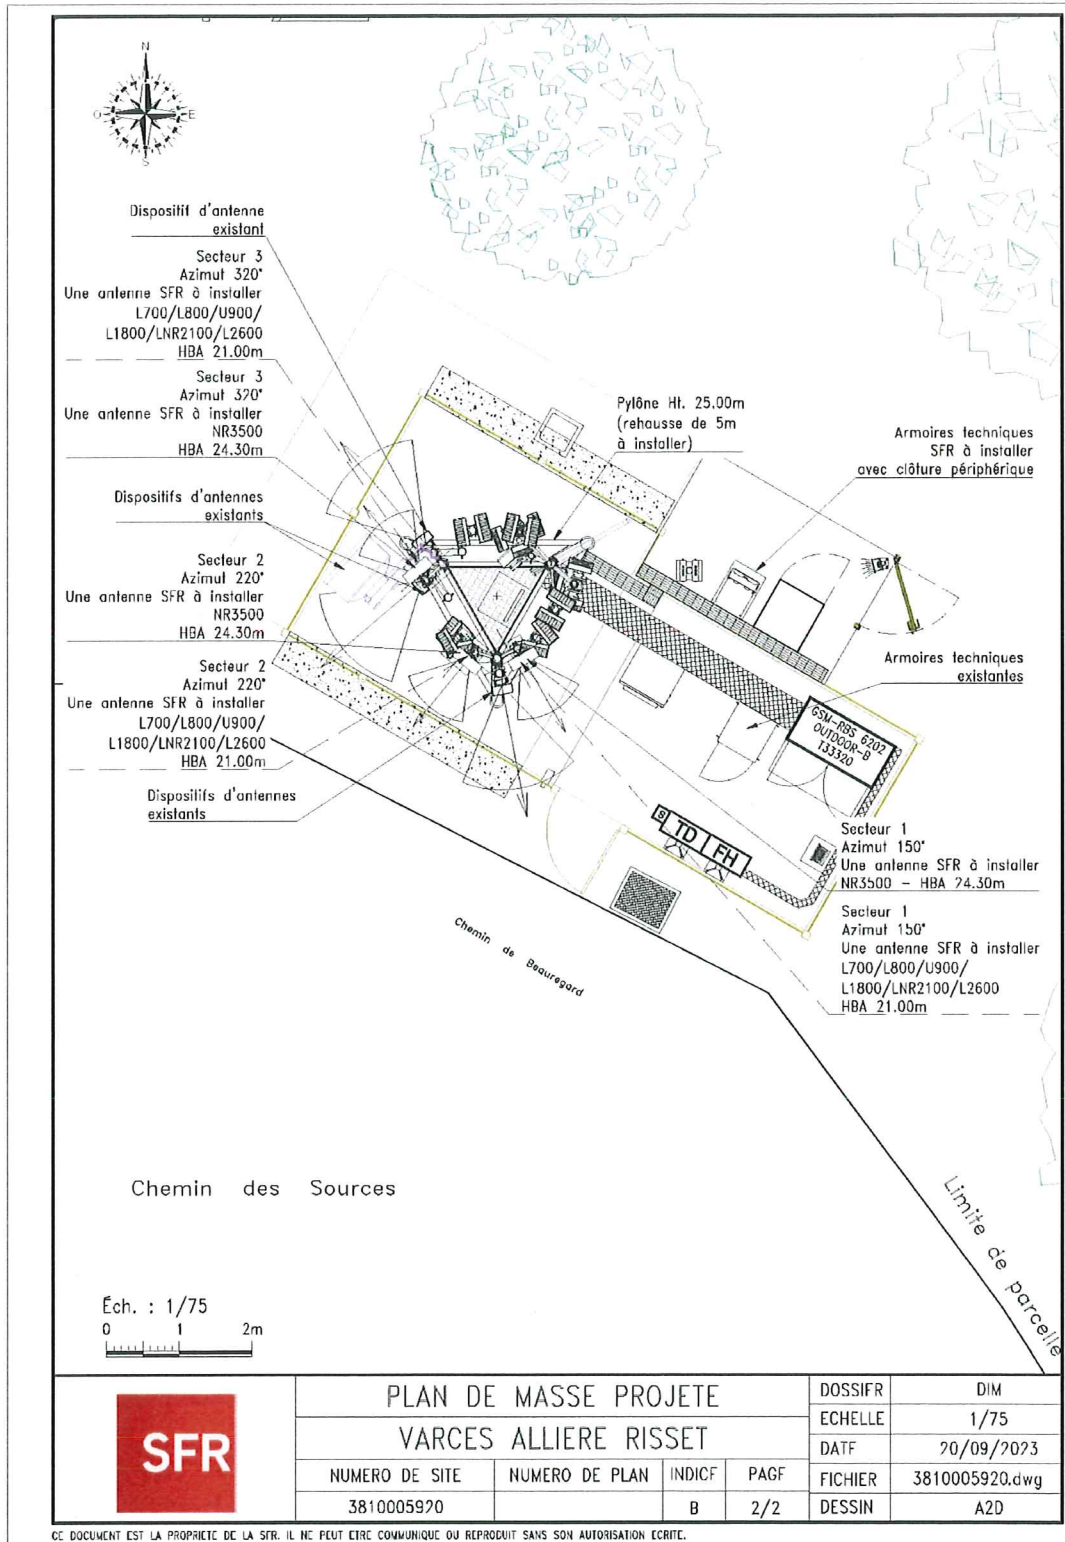 N
O
E
S
Dispositif d'antenne
existant
Secteur 3
Azimut 320°
Une antenne SFR à installer
L700/L800/U900/
L1800/LNR2100/L2600
HBA 21.00m
Secteur 3
Azimut 320°
Une antenne SFR à installer
NR3500
HBA 24.30m
Dispositifs d'antennes
existants
Secteur 2
Azimut 220°
Une antenne SFR à installer
NR3500
HBA 24.30m
Secteur 2
Azimut 220°
Une antenne SFR à installer
L700/L800/U900/
L1800/LNR2100/L2600
HBA 21.00m
Dispositifs d'antennes
existants
Pylône Ht. 25.00m
(rehausse de 5m
à installer)
Armoires techniques
SFR à installer
avec clôture périphérique
Armoires techniques
existantes
GSM-RBS 6202
OUTDOOR-B
133320
S
TD
FH
Secteur 1
Azimut 150°
Une antenne SFR à installer
NR3500 - HBA 24.30m
Secteur 1
Azimut 150°
Une antenne SFR à installer
L700/L800/U900/
L1800/LNR2100/L2600
HBA 21.00m
Chemin de Beauregard
Chemin des Sources
Limite de parcelle
Éch. : 1/75
0 1 2m
SFR
PLAN DE MASSE PROJETE
VARCES ALLIERE RISSET
NUMERO DE SITE NUMERO DE PLAN INDICE PAGE
3810005920 B 2/2
DOSSIER DIM
ECHELLE 1/75
DATE 20/09/2023
FICHIER 3810005920.dwg
DESSIN A2D
CE DOCUMENT EST LA PROPRIETE DE LA SFR. IL NE PEUT ETRE COMMUNIQUE OU REPRODUIT SANS SON AUTORISATION ECRITE.